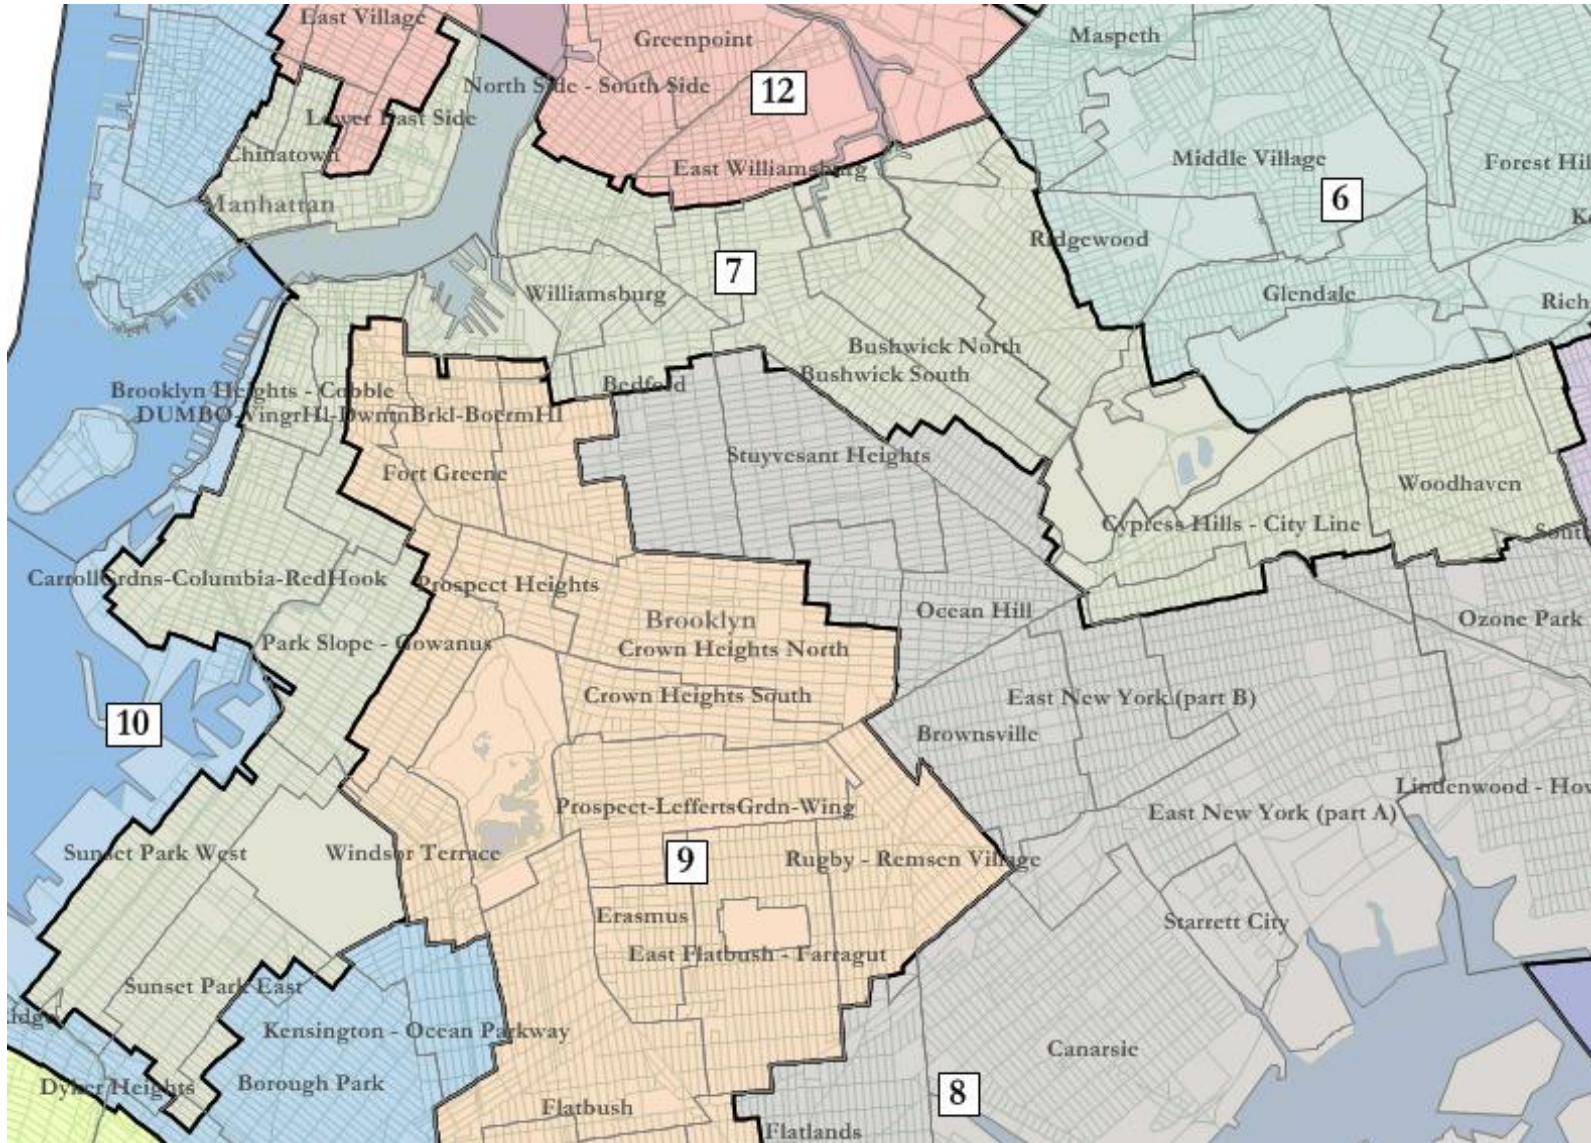 East Village
Greenpoint
Maspeth
North Side - South Side
12
Lower East Side
Chinatown
East Williamsburg
Middle Village
Forest Hil
6
Manhattan
Ridgewood
7
Williamsburg
Glendale
Rich
Bushwick North
Bushwick South
Bedford
Brooklyn Heights - Cobble
DUMBO-VingrHl-DwntnBrkl-BoermHl
Stuyvesant Heights
Fort Greene
Woodhaven
Cypress Hills - City Line
South
CarrollGrdns-Columbia-RedHook
Prospect Heights
Ocean Hill
Brooklyn
Ozone Park
Park Slope - Gowanus
Crown Heights North
Crown Heights South
East New York (part B)
10
Brownsville
Lindenwood - How
Prospect-LeffertsGrdn-Wing
East New York (part A)
Sunset Park West
Windsor Terrace
9
Rugby - Remsen Village
Erasmus
Starrett City
East Flatbush - Farragut
Sunset Park East
Kensington - Ocean Parkway
Canarsie
Dyker Heights
Borough Park
8
Flatbush
Flatlands